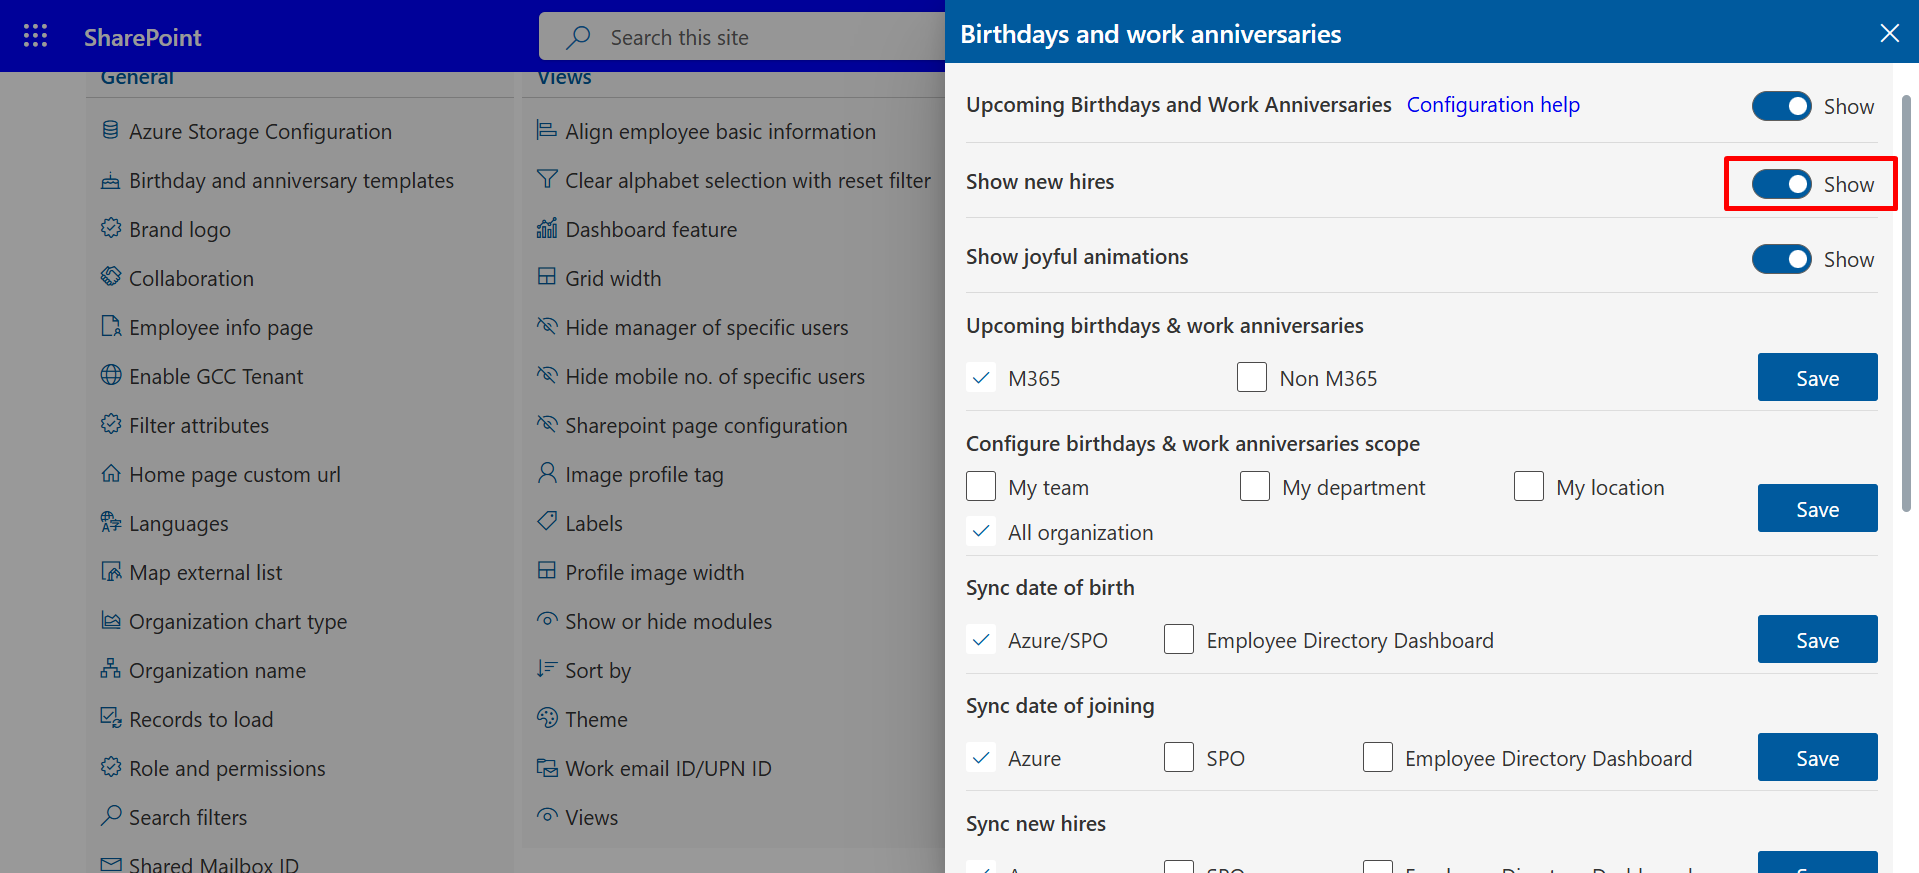 SharePoint
Search this site
General
Azure Storage Configuration
Birthday and anniversary templates
Brand logo
Collaboration
Employee info page
Enable GCC Tenant
Filter attributes
Home page custom url
Languages
Map external list
Organization chart type
Organization name
Records to load
Role and permissions
Search filters
Shared Mailbox ID
Views
Align employee basic information
Clear alphabet selection with reset filter
Dashboard feature
Grid width
Hide manager of specific users
Hide mobile no. of specific users
Sharepoint page configuration
Image profile tag
Labels
Profile image width
Show or hide modules
Sort by
Theme
Work email ID/UPN ID
Views
Birthdays and work anniversaries
Upcoming Birthdays and Work Anniversaries Configuration help Show
Show new hires Show
Show joyful animations Show
Upcoming birthdays & work anniversaries
M365 Non M365 Save
Configure birthdays & work anniversaries scope
My team My department My location
Save
All organization
Sync date of birth
Azure/SPO Employee Directory Dashboard Save
Sync date of joining
Azure SPO Employee Directory Dashboard Save
Sync new hires